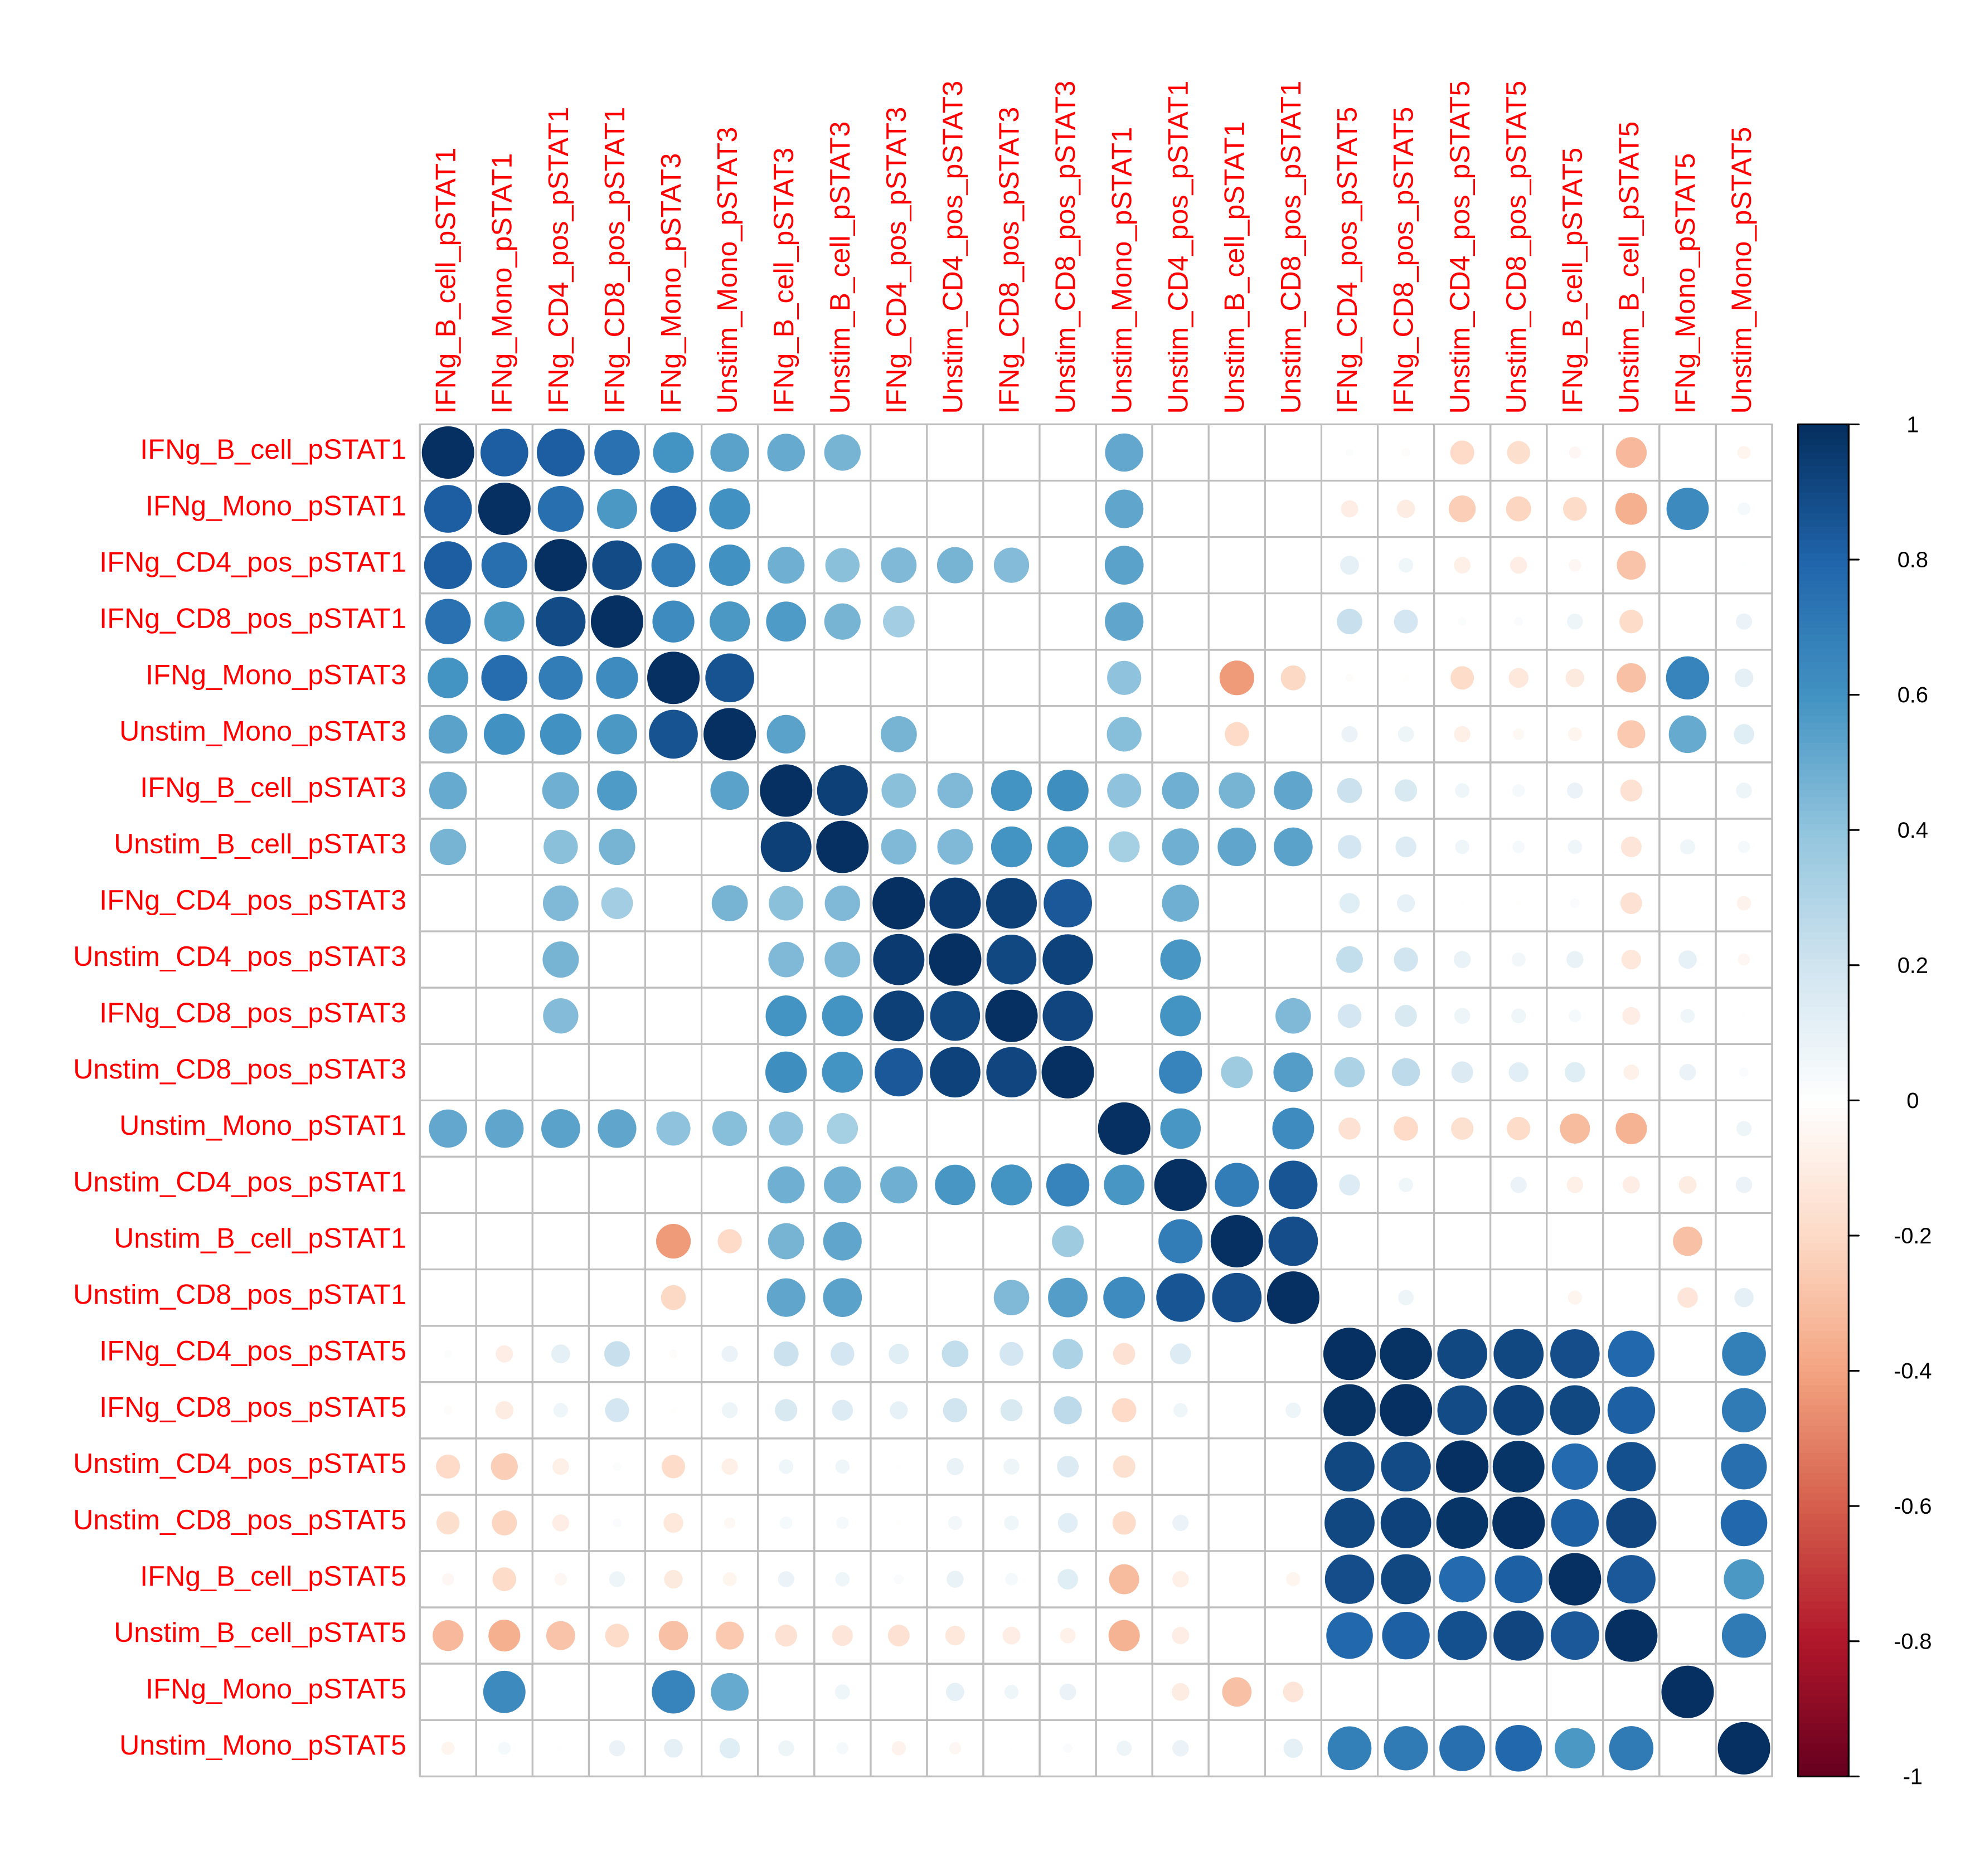 IFNg_B_cell_pSTAT1
IFNg_Mono_pSTAT1
IFNg_CD4_pos_pSTAT1
IFNg_CD8_pos_pSTAT1
IFNg_Mono_pSTAT3
Unstim_Mono_pSTAT3
IFNg_B_cell_pSTAT3
Unstim_B_cell_pSTAT3
IFNg_CD4_pos_pSTAT3
Unstim_CD4_pos_pSTAT3
IFNg_CD8_pos_pSTAT3
Unstim_CD8_pos_pSTAT3
Unstim_Mono_pSTAT1
Unstim_CD4_pos_pSTAT1
Unstim_B_cell_pSTAT1
Unstim_CD8_pos_pSTAT1
IFNg_CD4_pos_pSTAT5
IFNg_CD8_pos_pSTAT5
Unstim_CD4_pos_pSTAT5
Unstim_CD8_pos_pSTAT5
IFNg_B_cell_pSTAT5
Unstim_B_cell_pSTAT5
IFNg_Mono_pSTAT5
Unstim_Mono_pSTAT5
IFNg_B_cell_pSTAT1
IFNg_Mono_pSTAT1
IFNg_CD4_pos_pSTAT1
IFNg_CD8_pos_pSTAT1
IFNg_Mono_pSTAT3
Unstim_Mono_pSTAT3
IFNg_B_cell_pSTAT3
Unstim_B_cell_pSTAT3
IFNg_CD4_pos_pSTAT3
Unstim_CD4_pos_pSTAT3
IFNg_CD8_pos_pSTAT3
Unstim_CD8_pos_pSTAT3
Unstim_Mono_pSTAT1
Unstim_CD4_pos_pSTAT1
Unstim_B_cell_pSTAT1
Unstim_CD8_pos_pSTAT1
IFNg_CD4_pos_pSTAT5
IFNg_CD8_pos_pSTAT5
Unstim_CD4_pos_pSTAT5
Unstim_CD8_pos_pSTAT5
IFNg_B_cell_pSTAT5
Unstim_B_cell_pSTAT5
IFNg_Mono_pSTAT5
Unstim_Mono_pSTAT5
1
0.8
0.6
0.4
0.2
0
-0.2
-0.4
-0.6
-0.8
-1